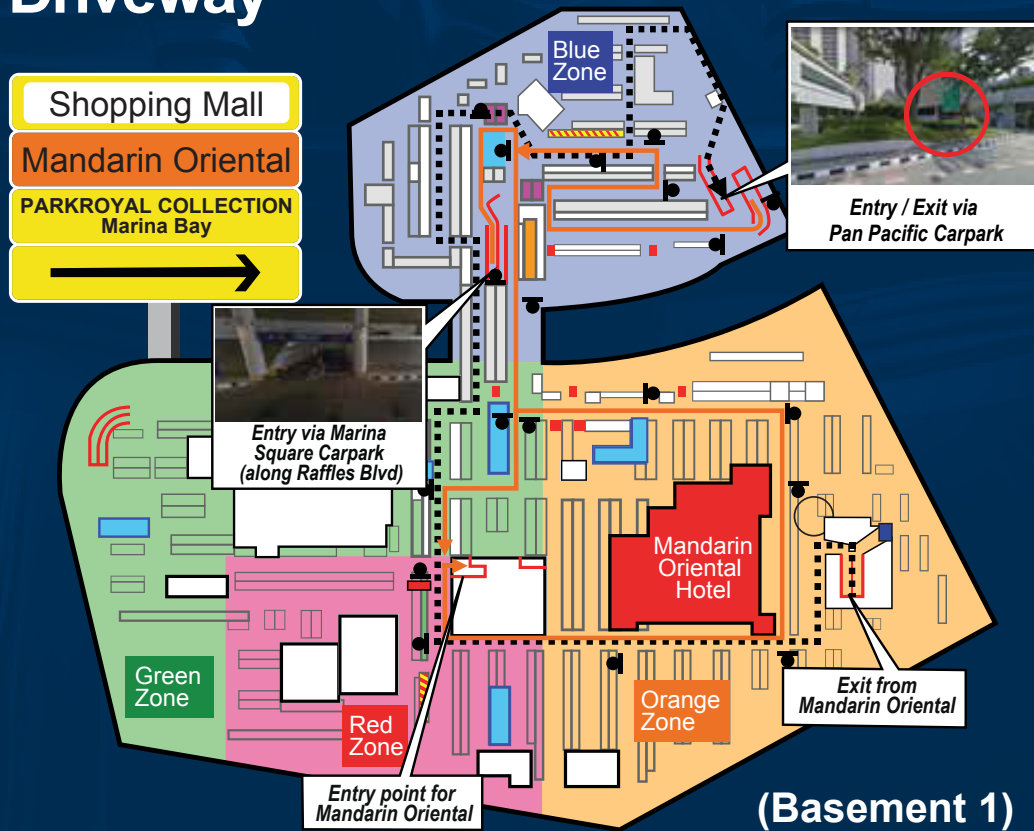 Driveway
Shopping Mall
Mandarin Oriental
PARKROYAL COLLECTION
Marina Bay
Blue
Zone
Entry / Exit via
Pan Pacific Carpark
Entry via Marina
Square Carpark
(along Raffles Blvd)
Mandarin
Oriental
Hotel
Green
Zone
Red
Zone
Orange
Zone
Exit from
Mandarin Oriental
Entry point for
Mandarin Oriental
(Basement 1)